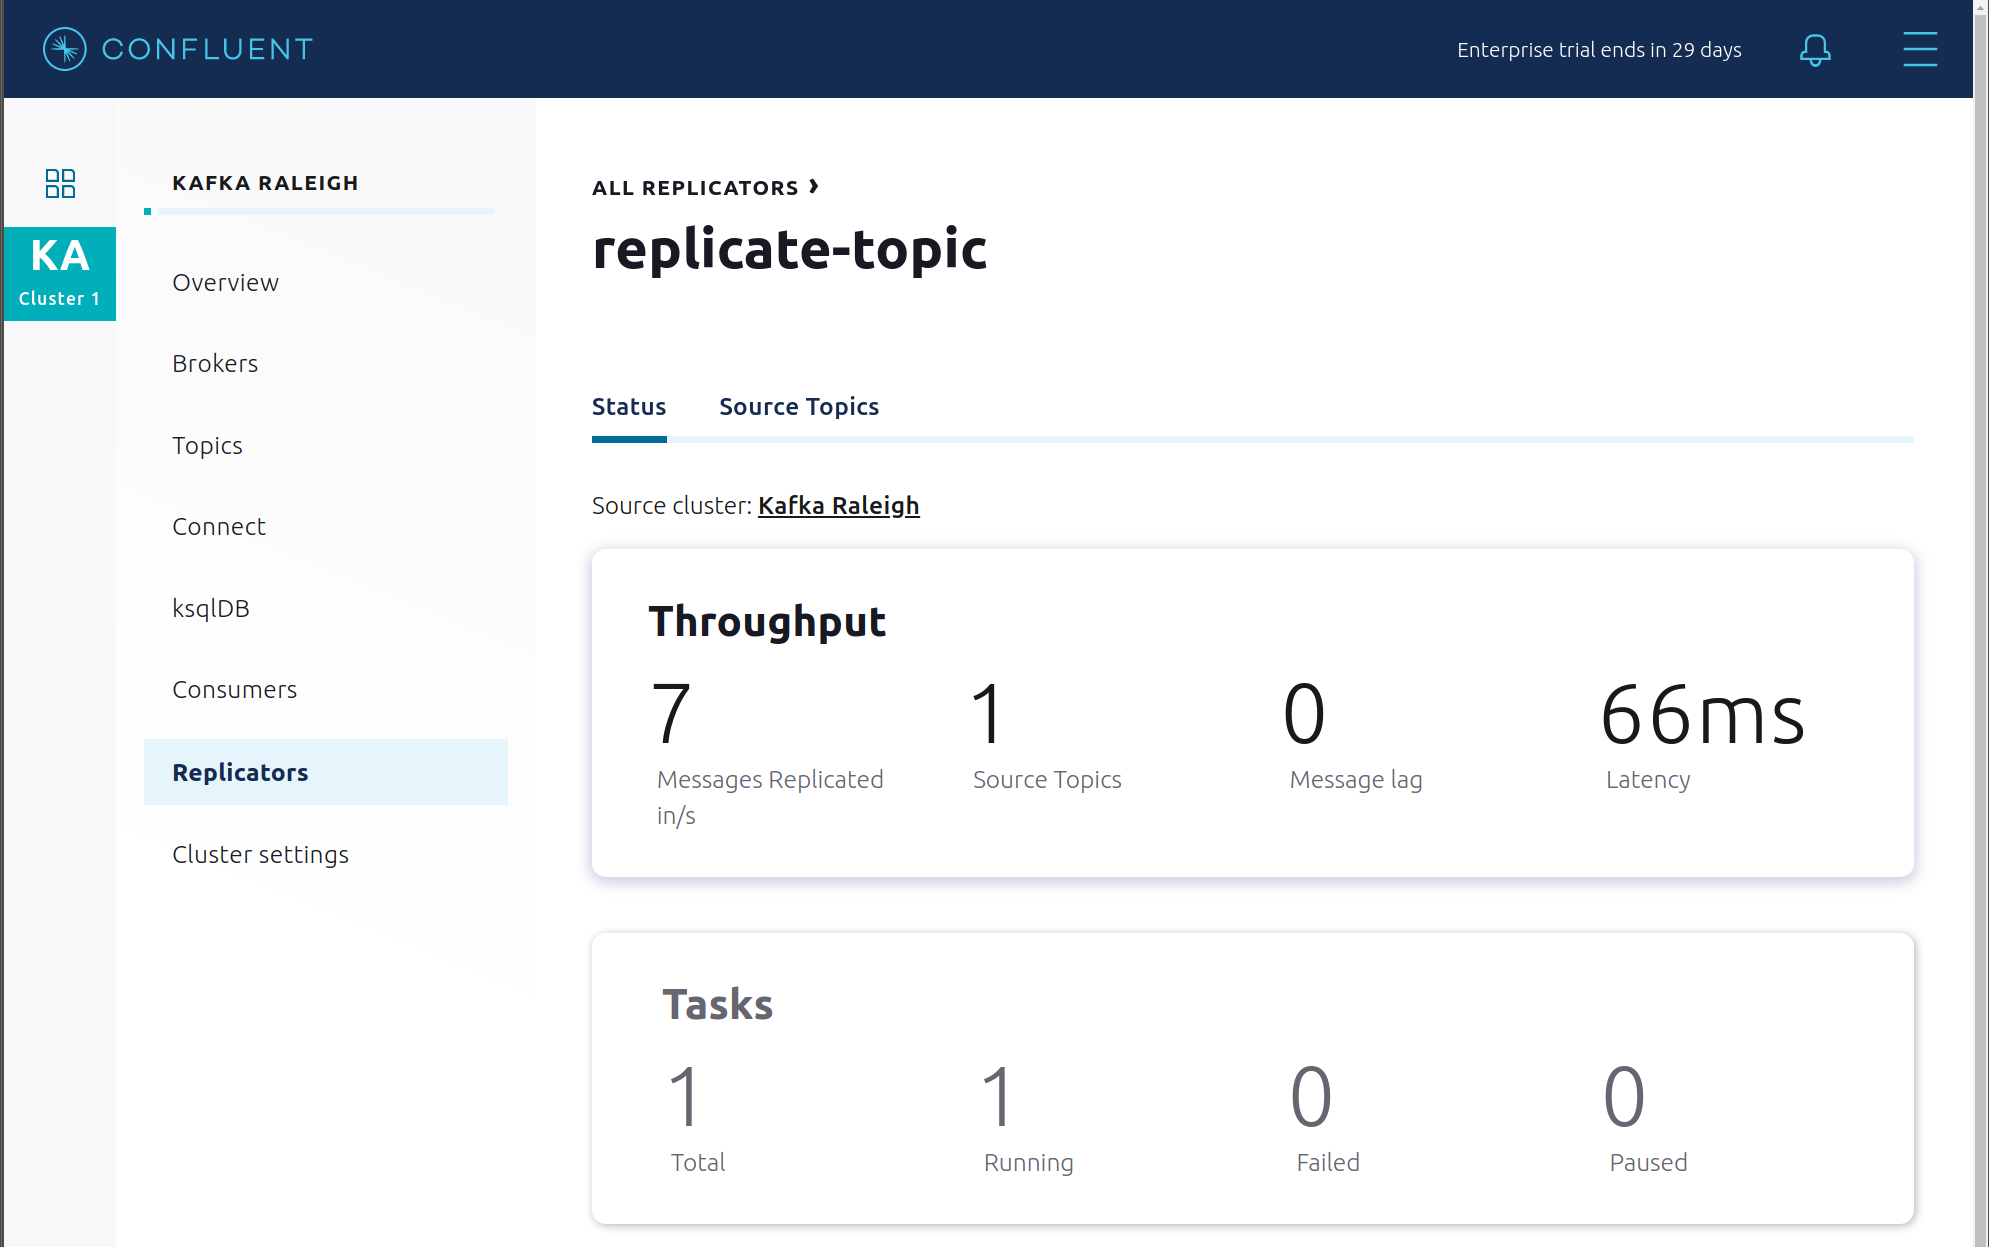 CONFLUENT
Enterprise trial ends in 29 days
KA
Cluster 1
KAFKA RALEIGH
Overview
Brokers
Topics
Connect
ksqlDB
Consumers
Replicators
Cluster settings
ALL REPLICATORS ›
replicate-topic
Status Source Topics
Source cluster: Kafka Raleigh
Throughput
7 1 0 66ms
Messages Replicated Source Topics Message lag Latency
in/s
Tasks
1 1 0 0
Total Running Failed Paused